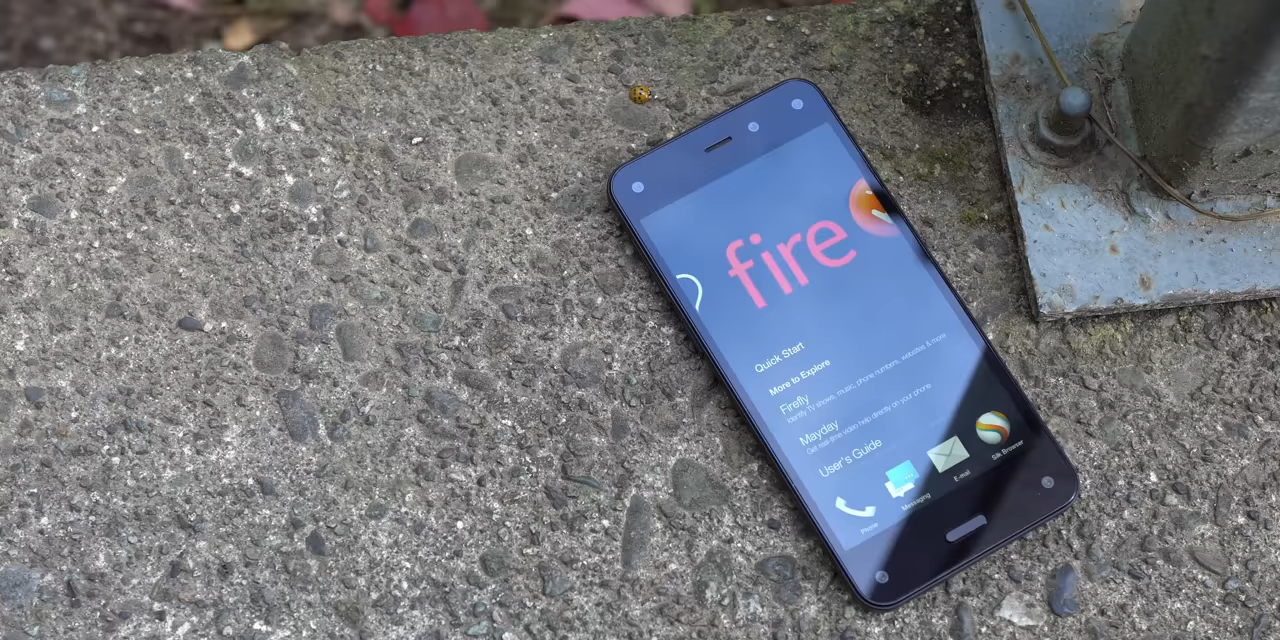 fire
Quick Start
More to Explore
Firefly
Identify TV shows, music, phone numbers, websites & more
Mayday
Get real-time video help directly on your phone
User's Guide
Phone
Messaging
E-mail
Silk Browser